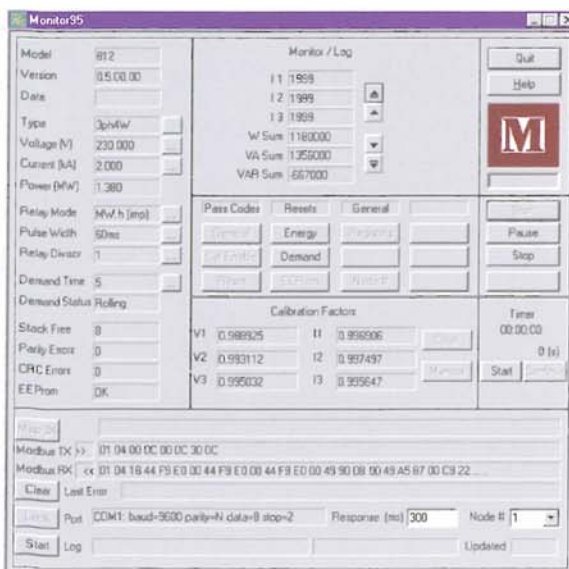 Monitor95
Model 812
Version 0.5.00.00
Date
Type 3ph4W ...
Voltage (V) 230.000 ...
Current (kA) 2.000 ...
Power (MW) 1.380
Relay Mode MW.h (imp) ...
Pulse Width 60ms ...
Relay Divisor 1 ...
Demand Time 5 ...
Demand Status Rolling
Stack Free 8
Parity Errors 0
CRC Errors 0
EEProm OK
Monitor / Log
I 1 1999
I 2 1999
I 3 1999
W Sum 1180000
VA Sum 1356000
VAR Sum -667000
Pass Codes Resets General
Energy
Demand
Calibration Factors
V1 0.988925 I1 0.996906
V2 0.993112 I2 0.997497
V3 0.995032 I3 0.995647
Quit
Help
M
Pause
Stop
Timer
00:00:00
0 (s)
Start
Modbus TX >> 01 04 00 0C 00 0C 30 0C
Modbus RX << 01 04 18 44 F9 E0 00 44 F9 E0 00 44 F9 E0 00 49 90 08 00 49 A5 87 00 C9 22 ...
Clear Last Error
Port COM1: baud=9600 parity=N data=8 stop=2 Response (ms) 300 Node # 1
Start Log Updated